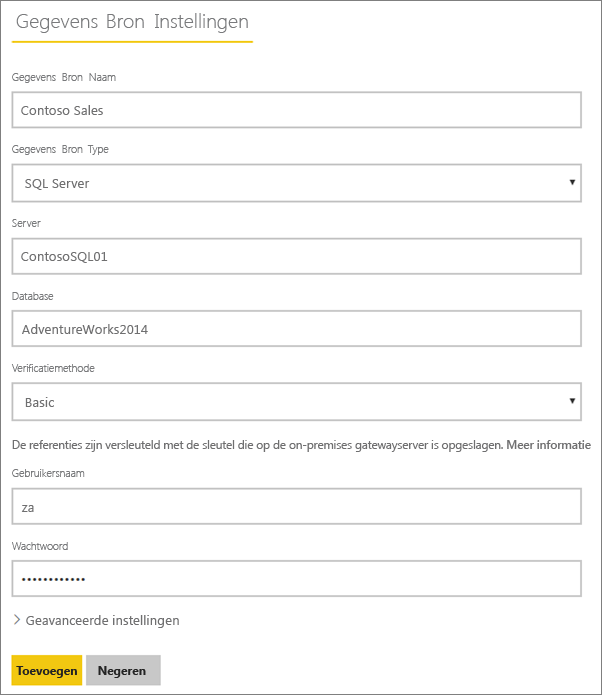 Gegevens Bron Instellingen
Gegevens Bron Naam
Contoso Sales
Gegevens Bron Type
SQL Server
Server
ContosoSQL01
Database
AdventureWorks2014
Verificatiemethode
Basic
De referenties zijn versleuteld met de sleutel die op de on-premises gatewayserver is opgeslagen. Meer informatie
Gebruikersnaam
za
Wachtwoord
••••••••••••
Geavanceerde instellingen
Toevoegen Negeren